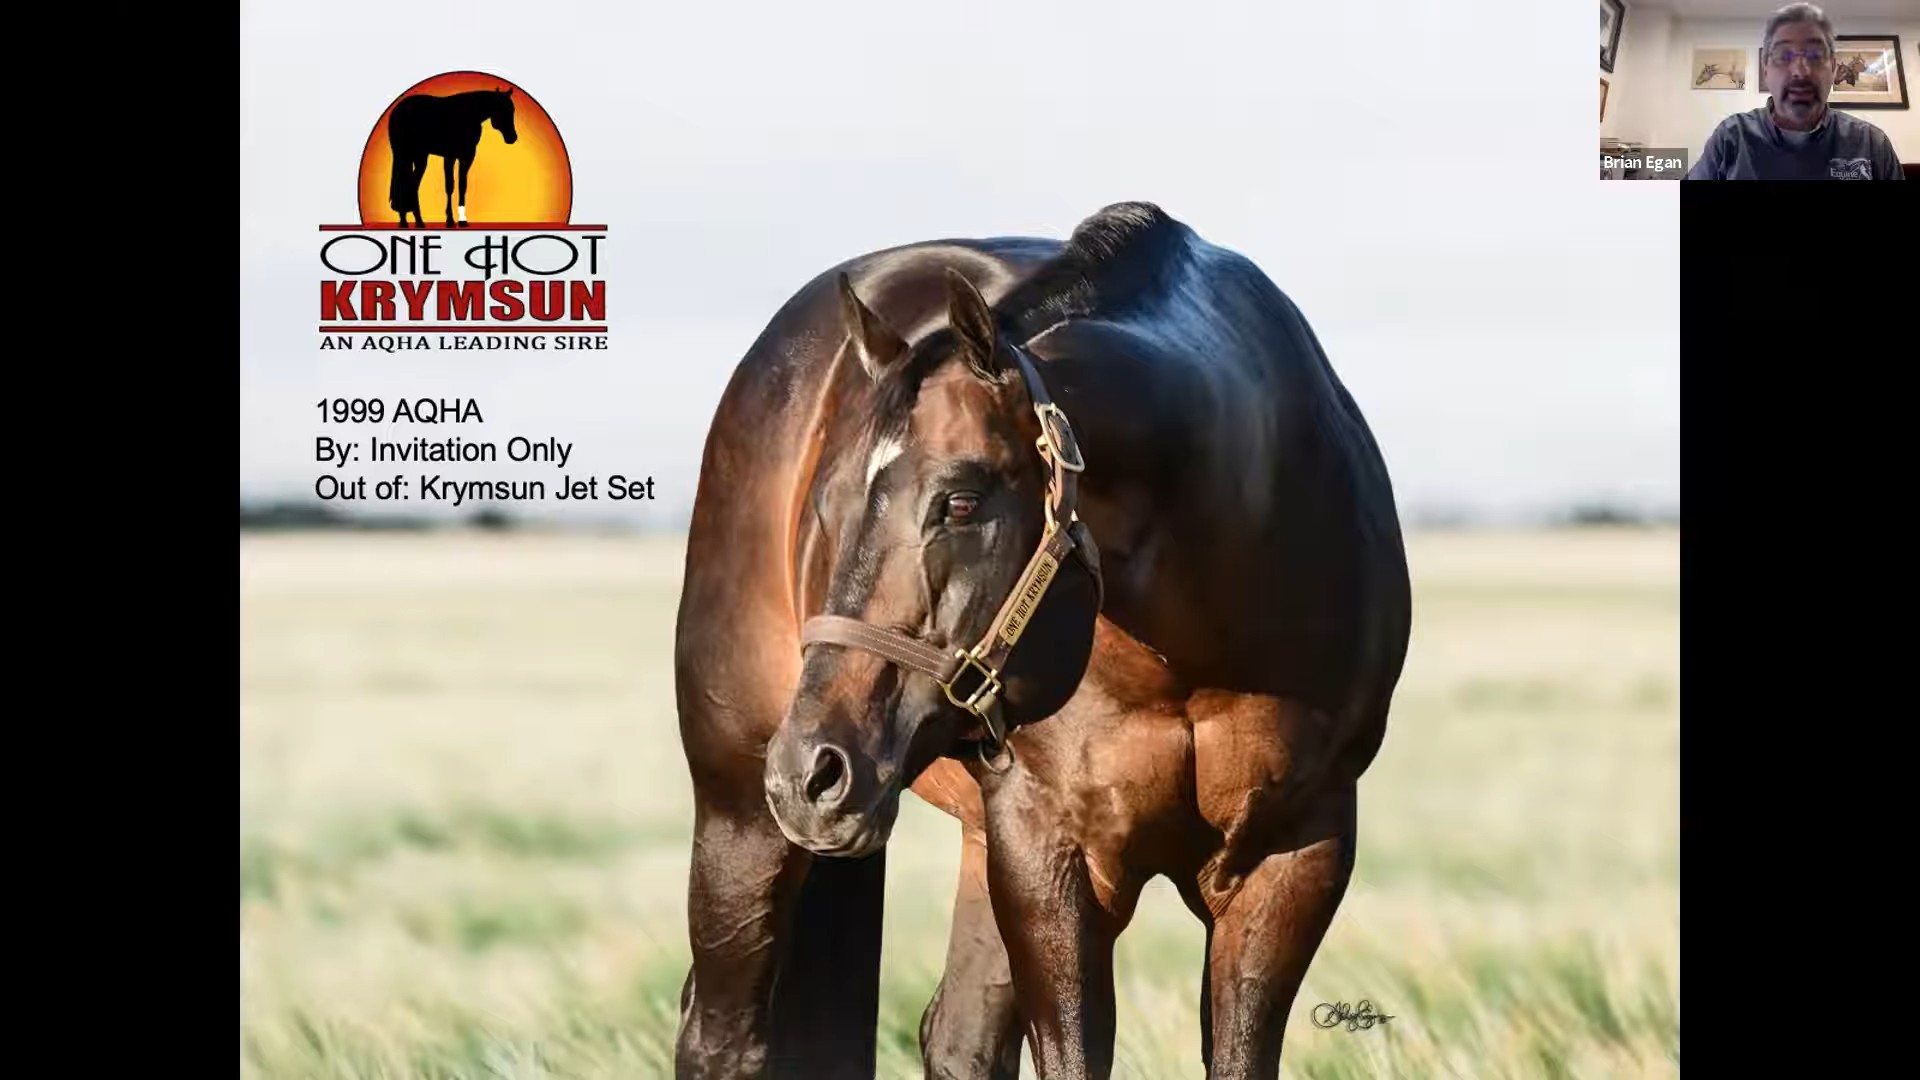 ONE HOT
KRYMSUN
AN AQHA LEADING SIRE
1999 AQHA
By: Invitation Only
Out of: Krymsun Jet Set
ONE HOT KRYMSUN
Brian Egan
Equine